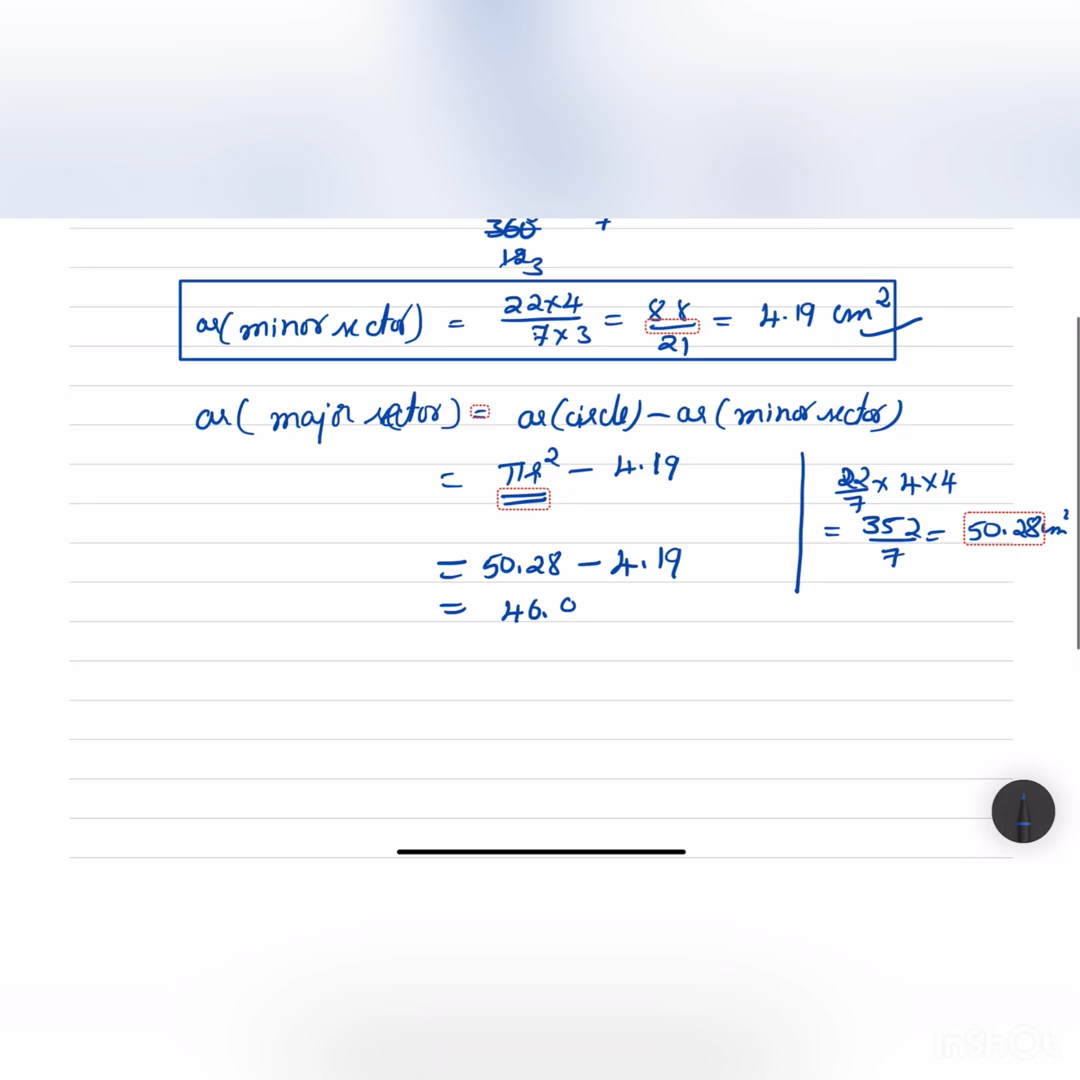 360 7
12 3
ar(minor sector) = 22×4 / 7×3 = 88 / 21 = 4.19 cm²
ar( major sector) = ar(circle) – ar(minor sector)
= πr² – 4.19
22/7 × 4×4
= 352/7 = 50.28 cm²
= 50.28 – 4.19
= 46.0
InShOt